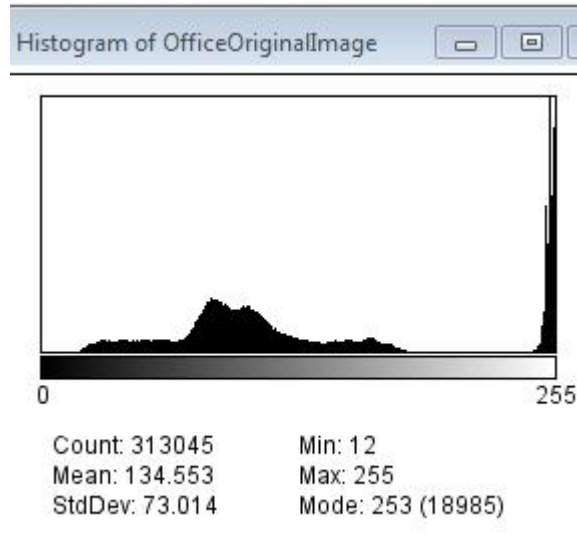 Histogram of OfficeOriginalImage
0 255
Count: 313045 Min: 12
Mean: 134.553 Max: 255
StdDev: 73.014 Mode: 253 (18985)